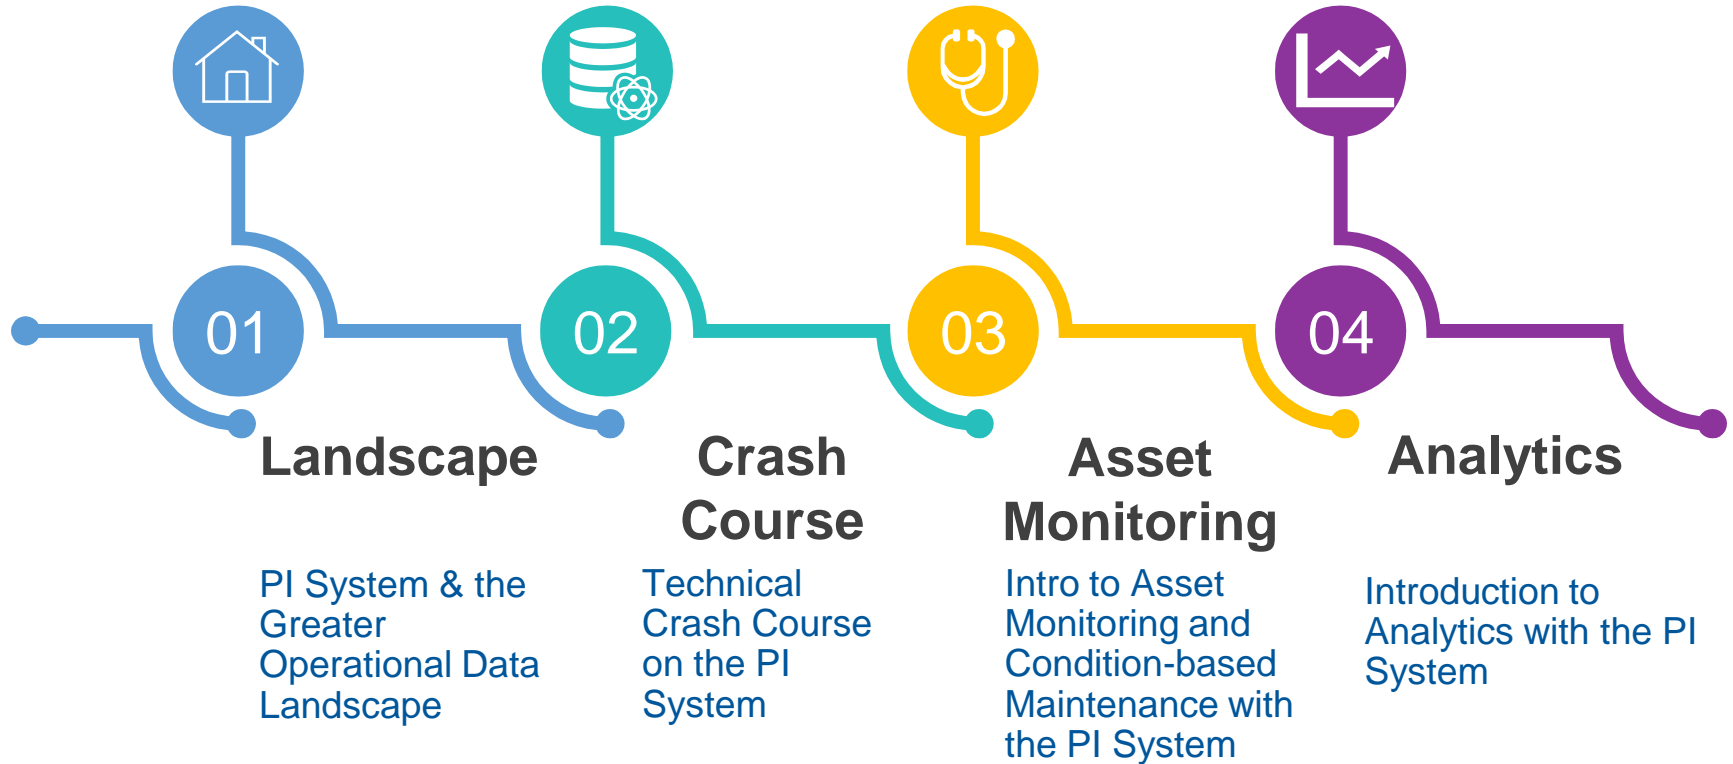 01
02
03
04
Landscape
PI System & the
Greater
Operational Data
Landscape
Crash
Course
Technical
Crash Course
on the PI
System
Asset
Monitoring
Intro to Asset
Monitoring and
Condition-based
Maintenance with
the PI System
Analytics
Introduction to
Analytics with the PI
System